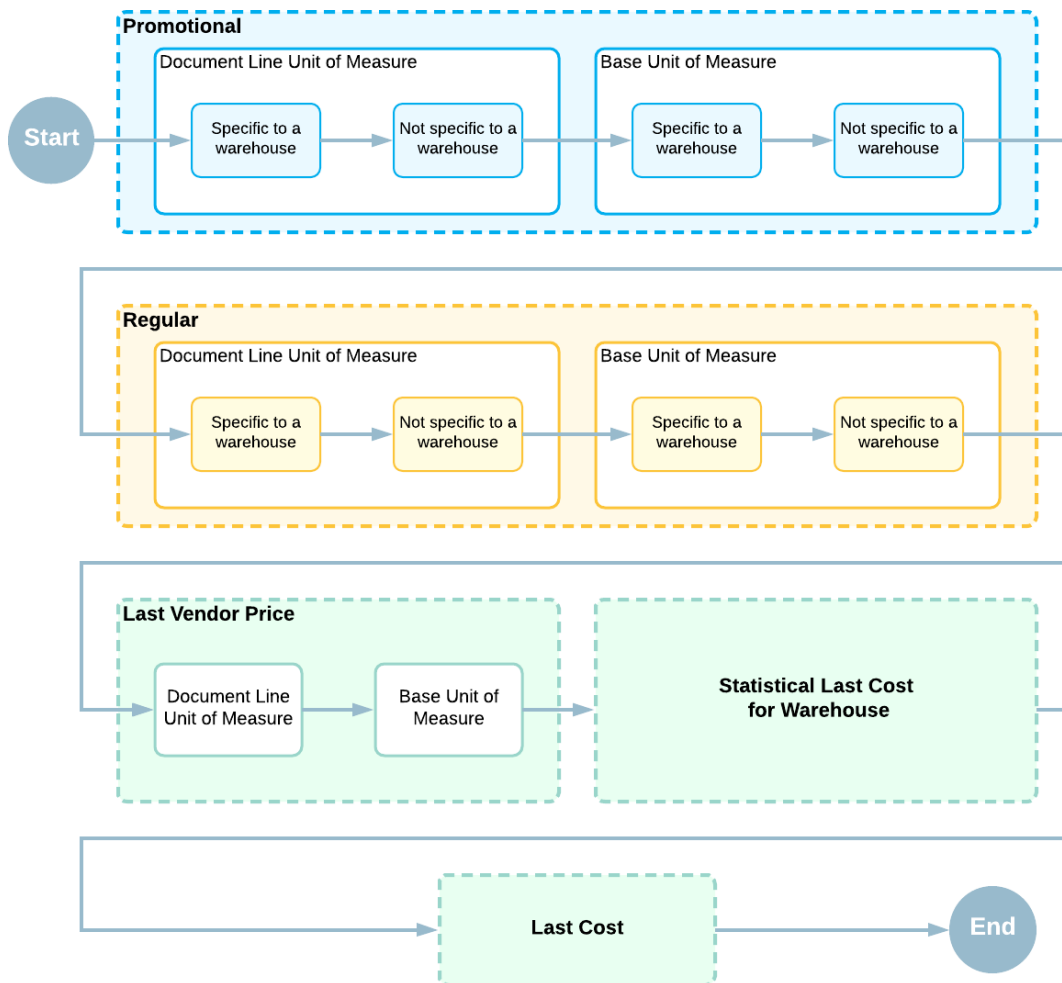 Promotional
Document Line Unit of Measure
Base Unit of Measure
Start
Specific to a
warehouse
Not specific to a
warehouse
Specific to a
warehouse
Not specific to a
warehouse
Regular
Document Line Unit of Measure
Base Unit of Measure
Specific to a
warehouse
Not specific to a
warehouse
Specific to a
warehouse
Not specific to a
warehouse
Last Vendor Price
Document Line
Unit of Measure
Base Unit of
Measure
Statistical Last Cost
for Warehouse
Last Cost
End